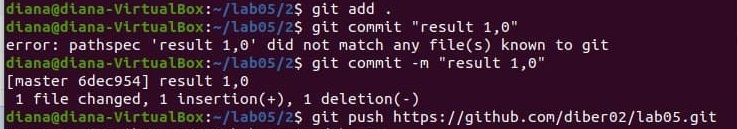 diana@diana-VirtualBox:~/lab05/2$ git add .
diana@diana-VirtualBox:~/lab05/2$ git commit "result 1,0"
error: pathspec 'result 1,0' did not match any file(s) known to git
diana@diana-VirtualBox:~/lab05/2$ git commit -m "result 1,0"
[master 6dec954] result 1,0
 1 file changed, 1 insertion(+), 1 deletion(-)
diana@diana-VirtualBox:~/lab05/2$ git push https://github.com/diber02/lab05.git